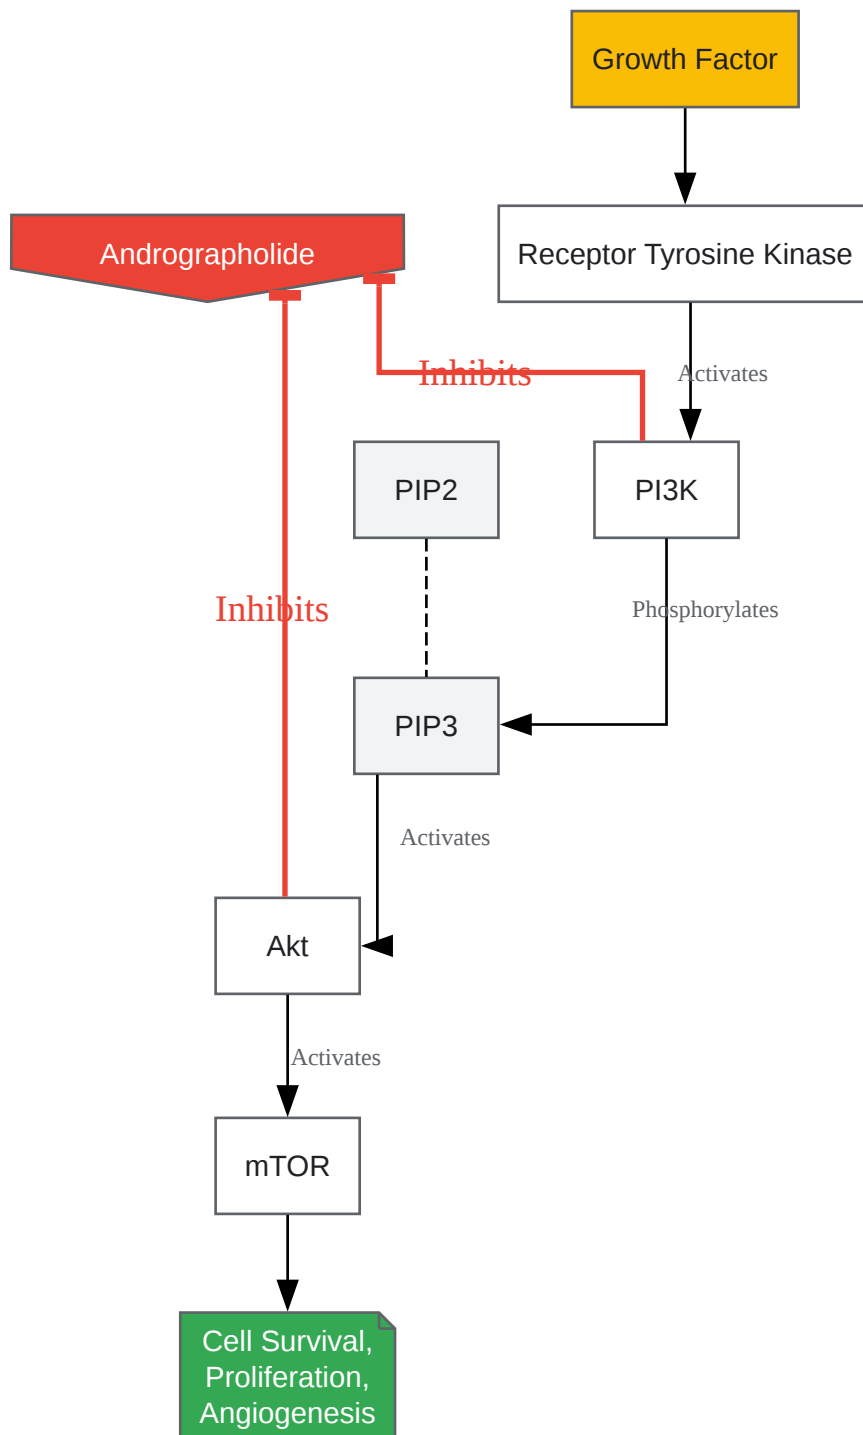 Growth Factor
Andrographolide
Receptor Tyrosine Kinase
Inhibits
Activates
PIP2
PI3K
Inhibits
Phosphorylates
PIP3
Activates
Akt
Activates
mTOR
Cell Survival,
Proliferation,
Angiogenesis